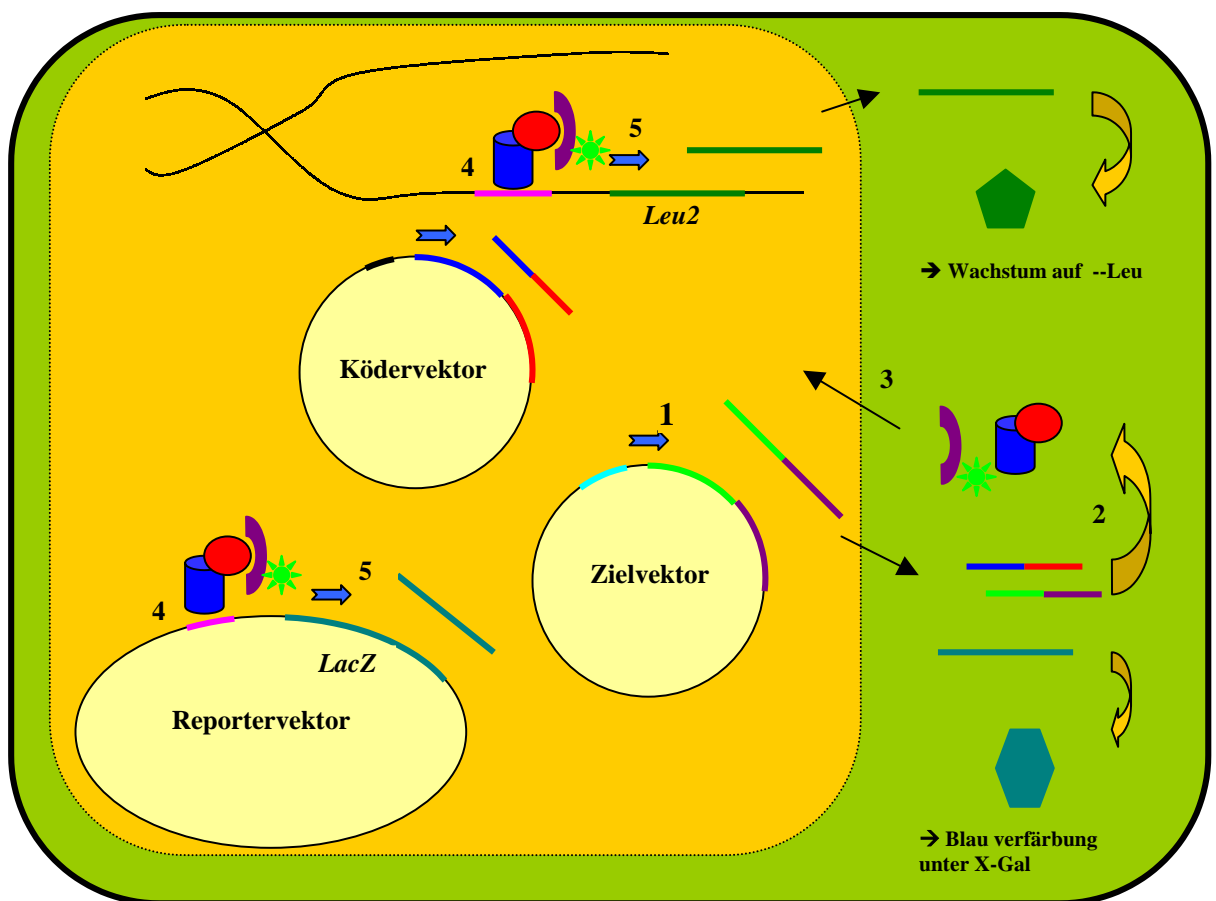 5
4
Leu2
➔ Wachstum auf --Leu
Ködervektor
3
1
2
Zielvektor
5
4
LacZ
Reportervektor
➔ Blau verfärbung
unter X-Gal